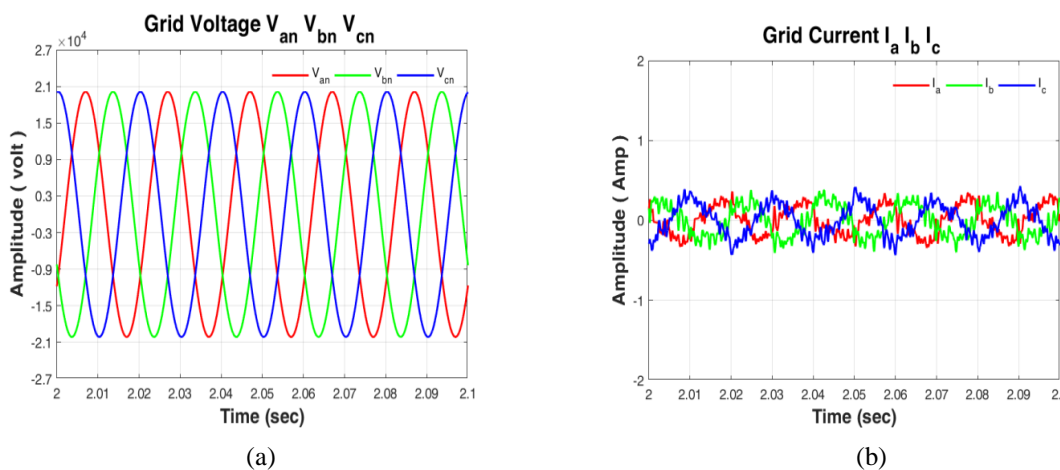 Grid Voltage V_an V_bn V_cn
×10^4
V_an V_bn V_cn
2.7
2.1
1.5
0.9
0.3
-0.3
-0.9
-1.5
-2.1
-2.7
Amplitude ( volt)
2 2.01 2.02 2.03 2.04 2.05 2.06 2.07 2.08 2.09 2.1
Time (sec)
(a)
Grid Current I_a I_b I_c
I_a I_b I_c
2
1
0
-1
-2
Amplitude ( Amp)
2 2.01 2.02 2.03 2.04 2.05 2.06 2.07 2.08 2.09 2.
Time (sec)
(b)